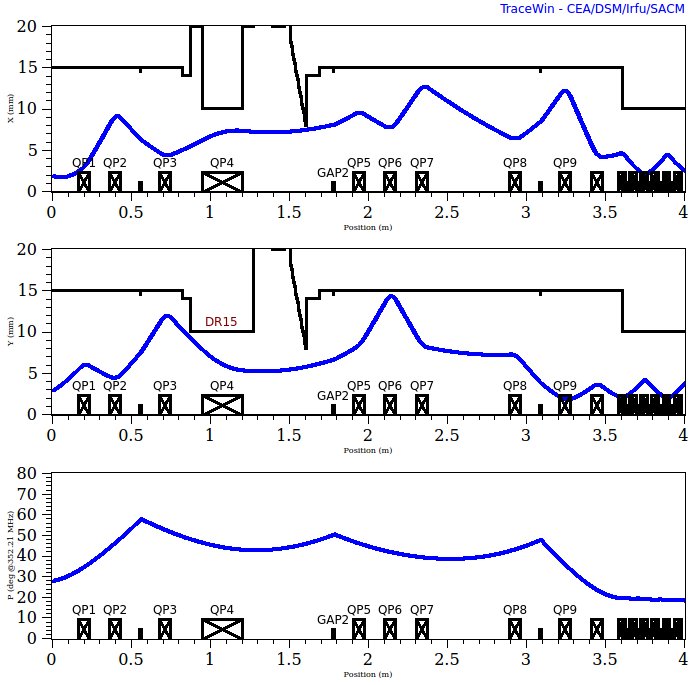 TraceWin - CEA/DSM/Irfu/SACM
20
15
10
5
0
X (mm)
QP1 QP2 QP3 QP4 GAP2 QP5 QP6 QP7 QP8 QP9
0 0.5 1 1.5 2 2.5 3 3.5 4
Position (m)
20
15
10
5
0
Y (mm)
DR15
QP1 QP2 QP3 QP4 GAP2 QP5 QP6 QP7 QP8 QP9
0 0.5 1 1.5 2 2.5 3 3.5 4
Position (m)
80
70
60
50
40
30
20
10
0
P (deg @352.21 MHz)
QP1 QP2 QP3 QP4 GAP2 QP5 QP6 QP7 QP8 QP9
0 0.5 1 1.5 2 2.5 3 3.5 4
Position (m)